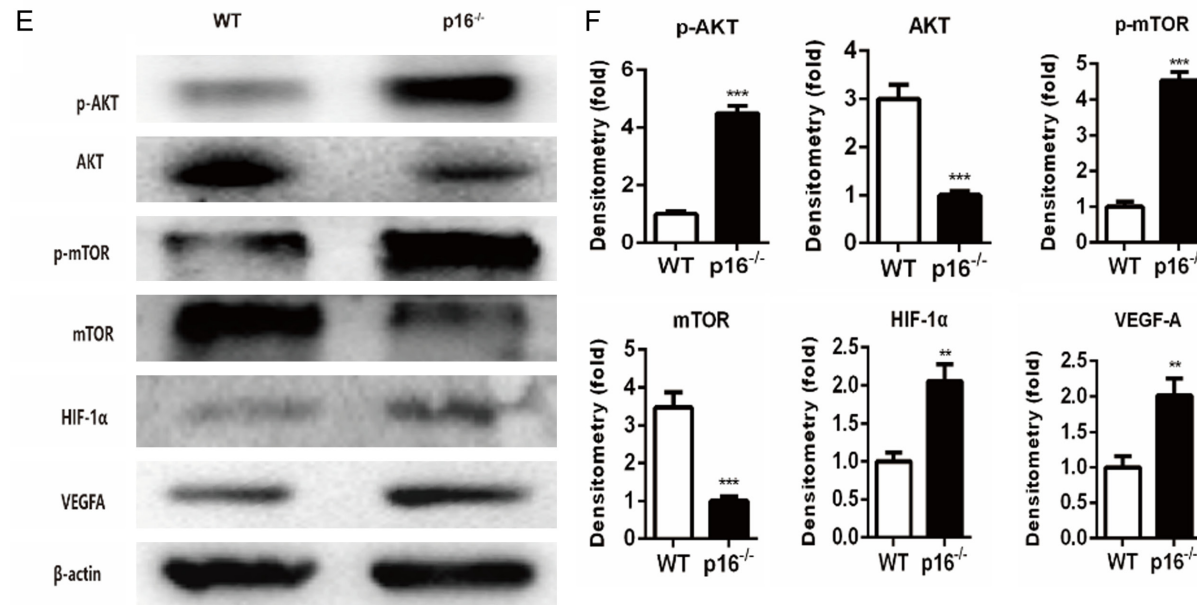 E
WT p16-/-
p-AKT
AKT
p-mTOR
mTOR
HIF-1α
VEGFA
β-actin
F
p-AKT
Densitometry (fold)
6
4
2
0
***
WT p16-/-
AKT
Densitometry (fold)
4
3
2
1
0
***
WT p16-/-
p-mTOR
Densitometry (fold)
5
4
3
2
1
0
***
WT p16-/
mTOR
Densitometry (fold)
5
4
3
2
1
0
***
WT p16-/-
HIF-1α
Densitometry (fold)
2.5
2.0
1.5
1.0
0.5
0.0
**
WT p16-/-
VEGF-A
Densitometry (fold)
2.5
2.0
1.5
1.0
0.5
0.0
**
WT p16-/-